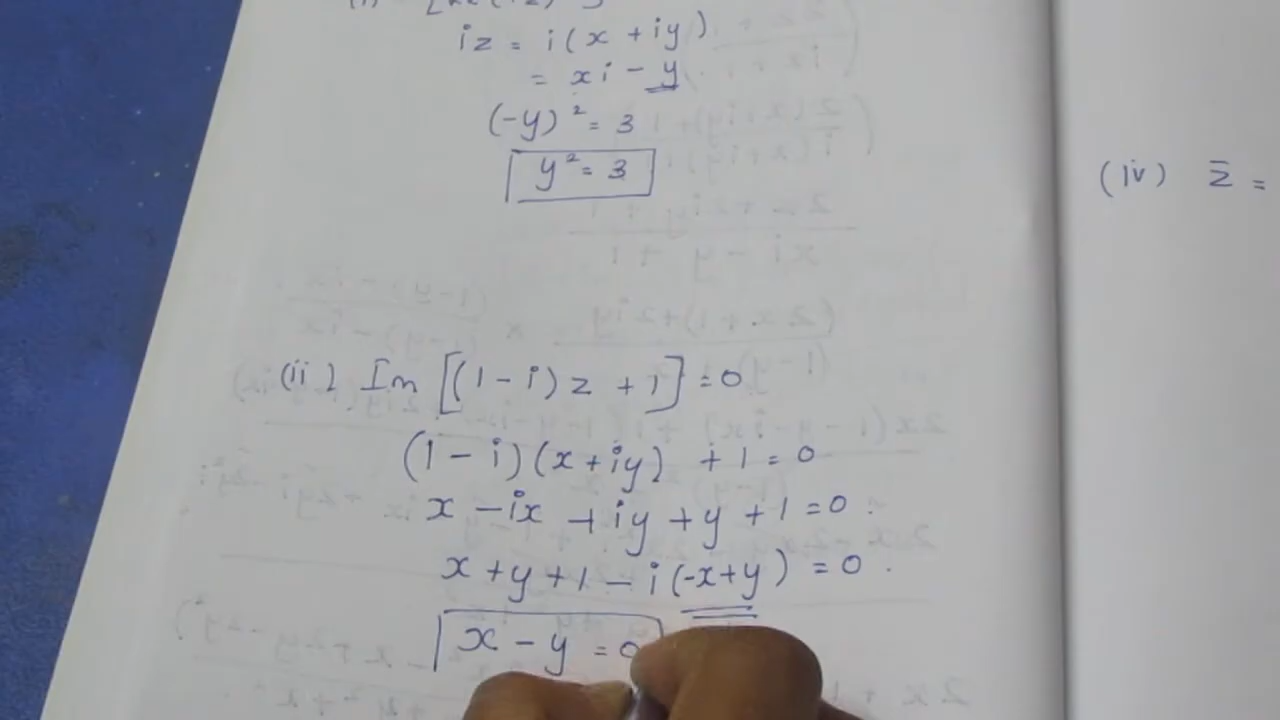 iz = i(x + iy)
= xi - y
(-y)² = 3
y² = 3
(ii) Im [(1 - i) z + 1] = 0
(1 - i)(x + iy) + 1 = 0
x - ix + iy + y + 1 = 0.
x + y + 1 - i(-x+y) = 0.
x - y = 0
(iv) z̄ =